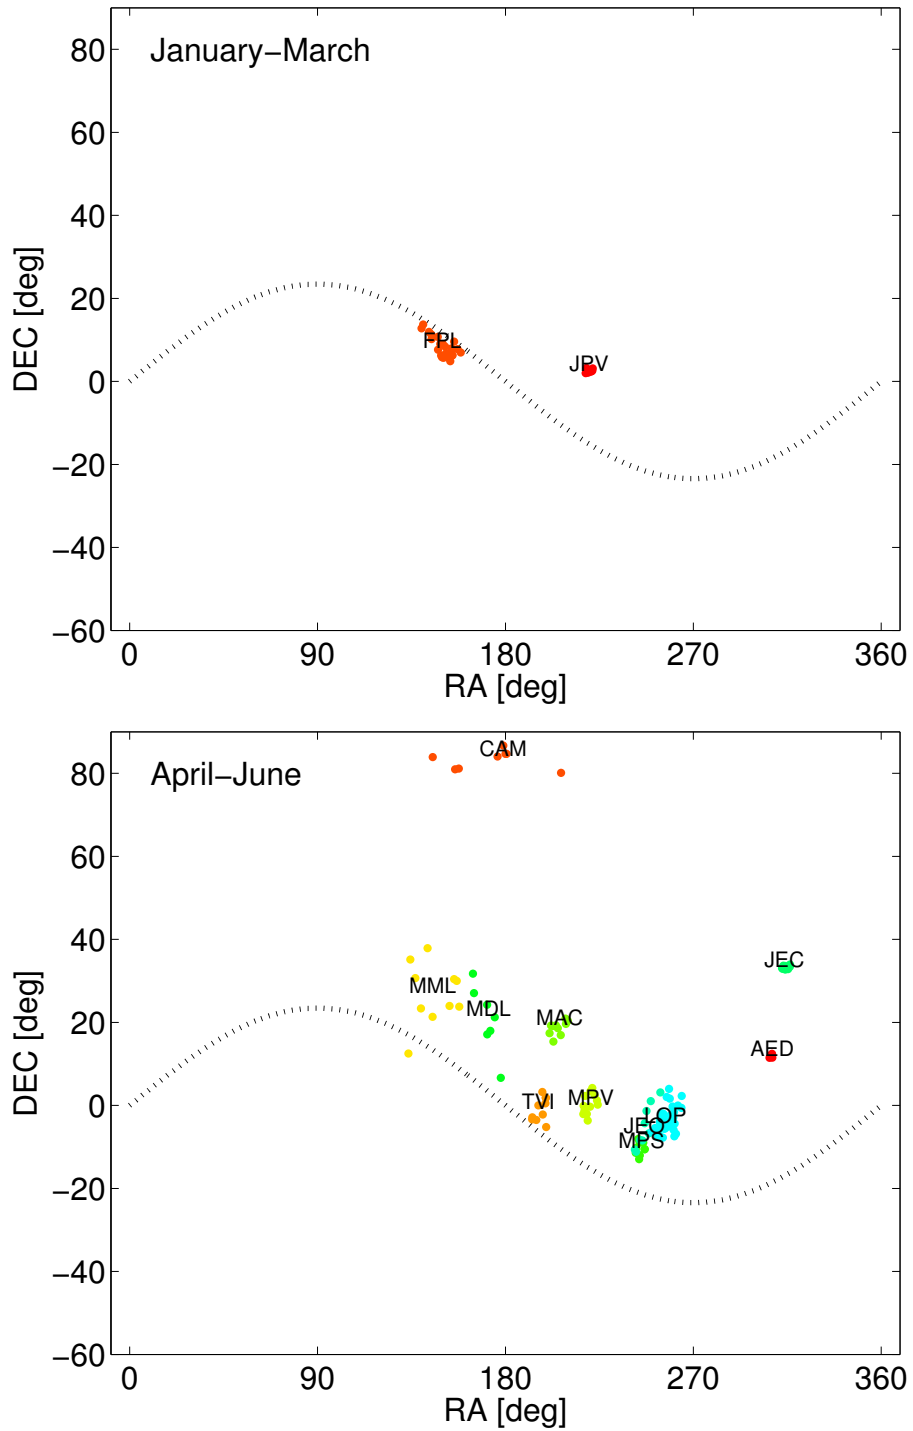 January−March
80
60
40
20
0
−20
−40
−60
DEC [deg]
FPL
JPV
0 90 180 270 360
RA [deg]
April−June
80
60
40
20
0
−20
−40
−60
DEC [deg]
CAM
MML
MDL
MAC
JEC
AED
TVI
MPV
LOP
JEO
MPS
0 90 180 270 360
RA [deg]